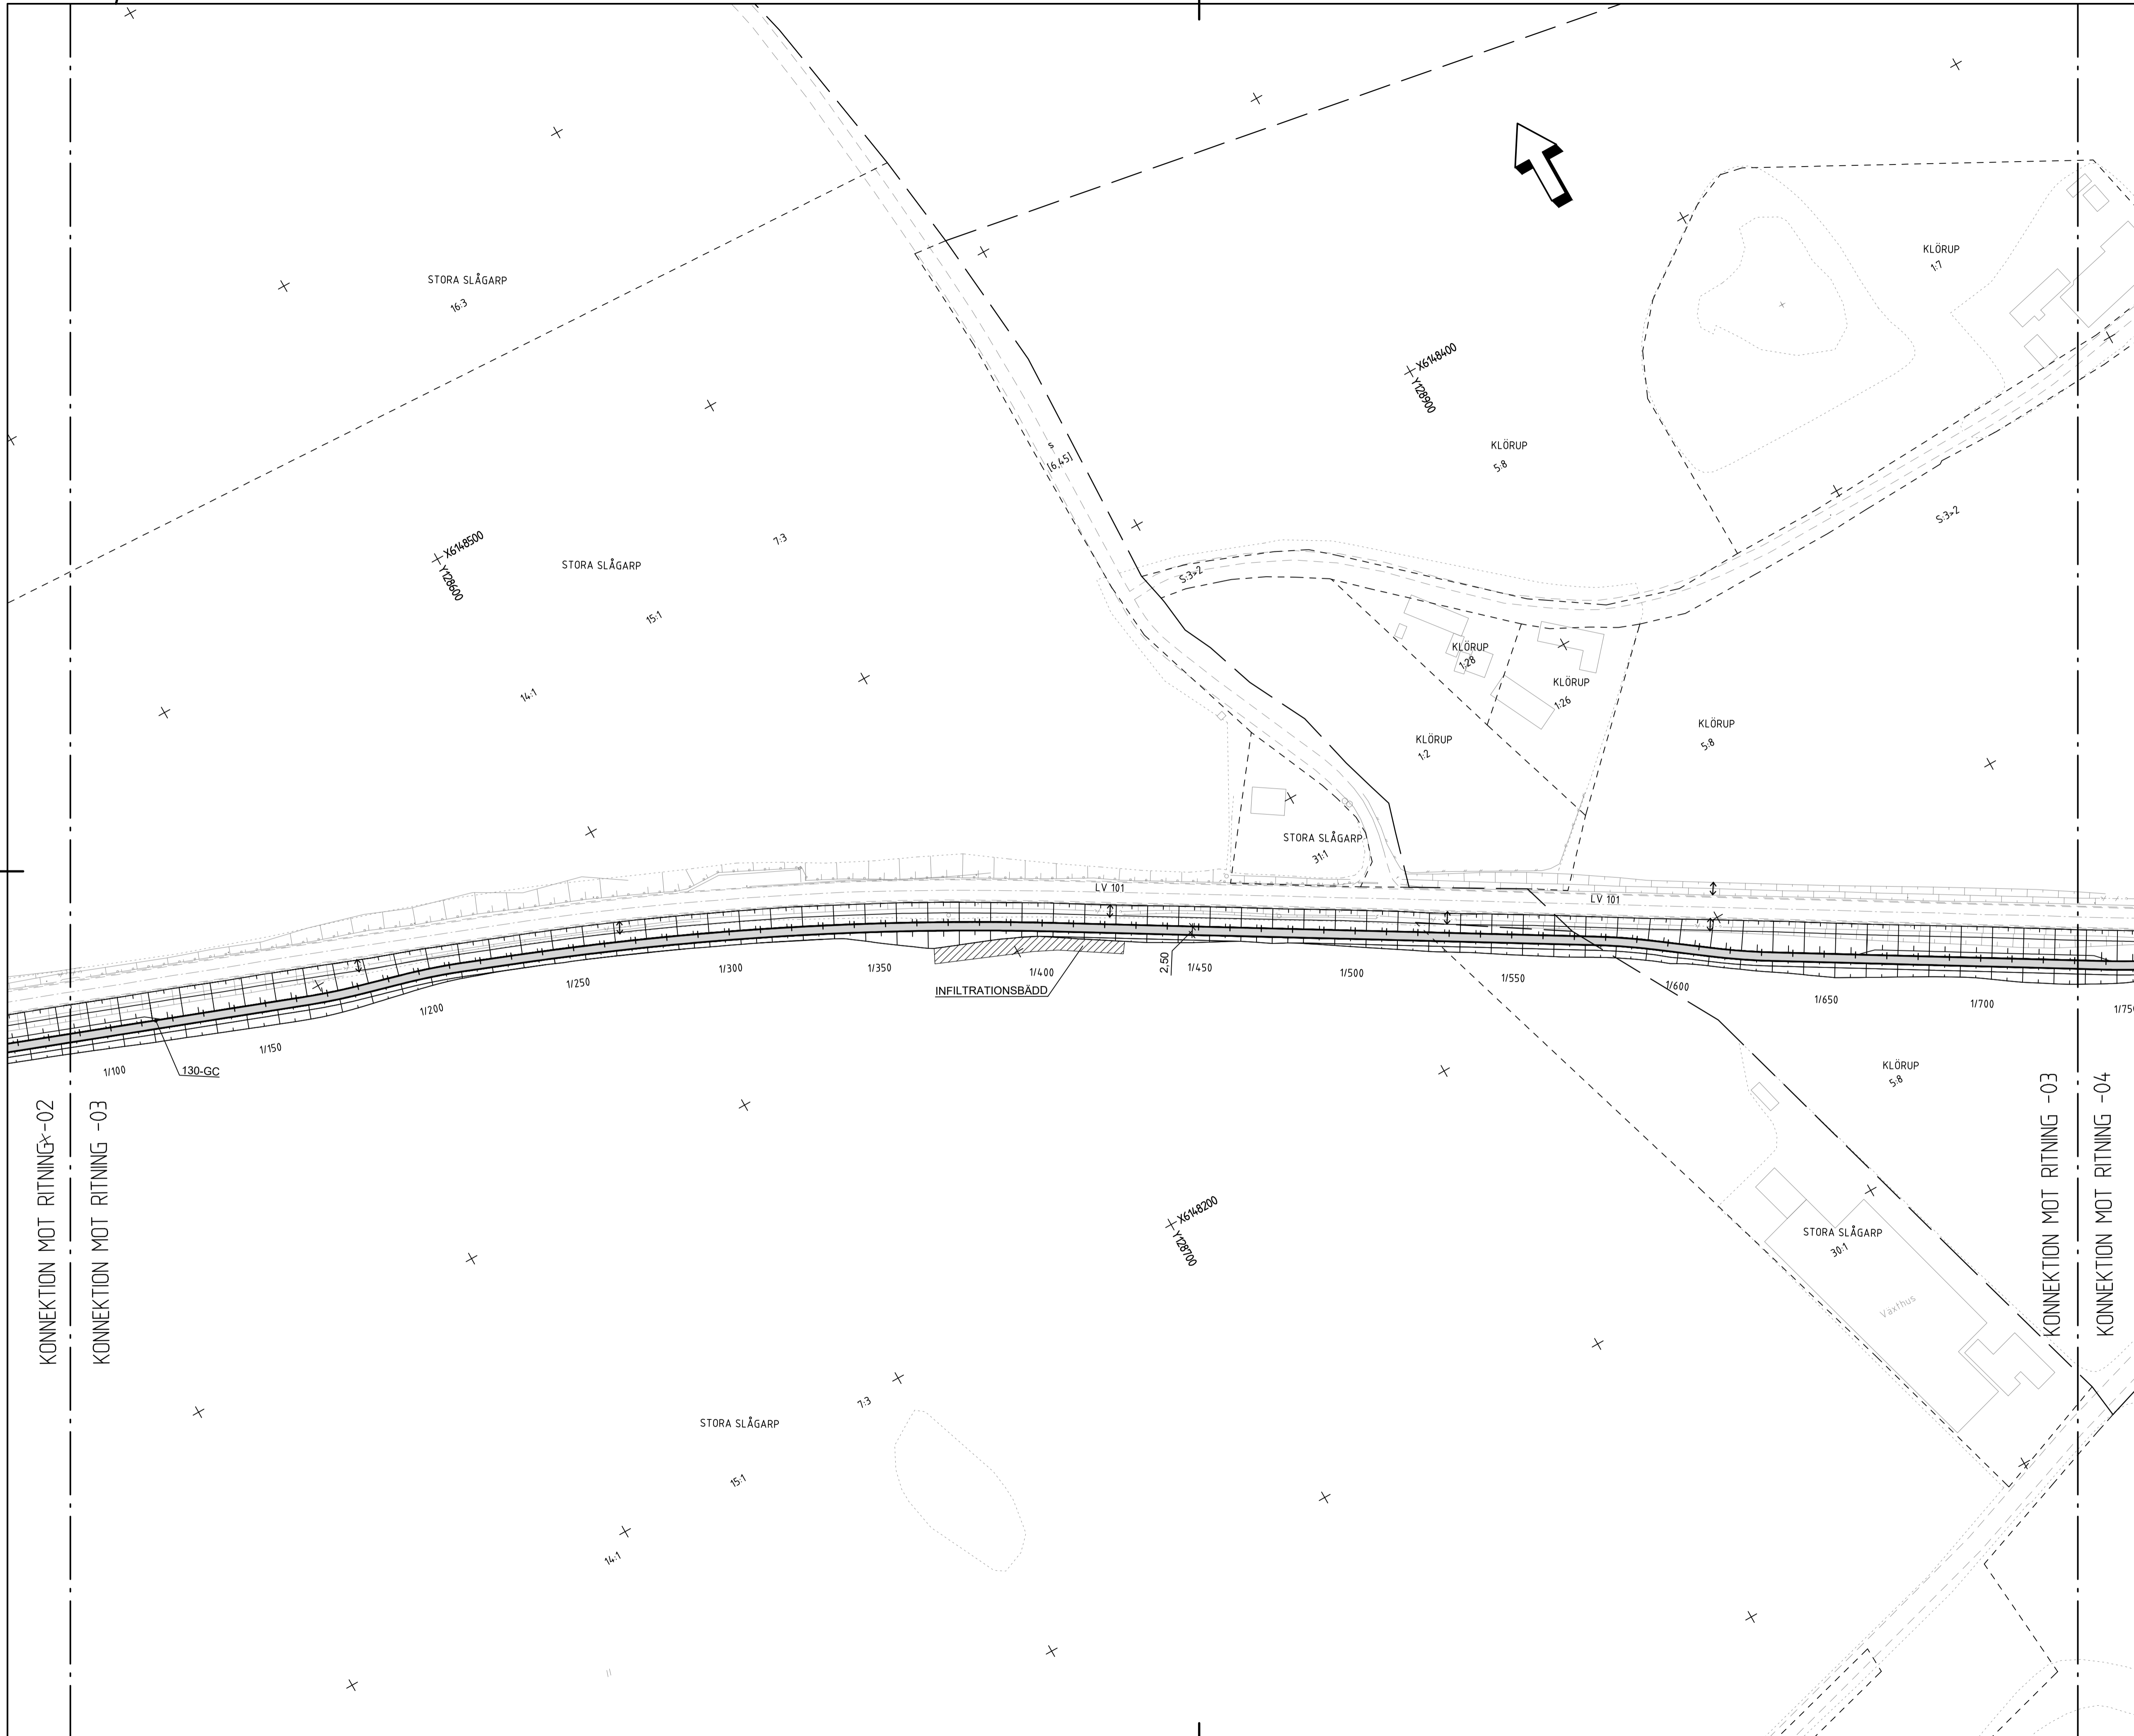 KLÖRUP
1:7
STORA SLÅGARP
16:3
X6148400
Y128900
KLÖRUP
5:8
s
[6,45]
S:3>2
X6148500
Y128600
STORA SLÅGARP
7:3
15:1
14:1
S:3>2
KLÖRUP
1:28
KLÖRUP
1:26
KLÖRUP
1:2
KLÖRUP
5:8
STORA SLÅGARP
31:1
LV 101
LV 101
1/100
1/150
1/200
1/250
1/300
1/350
1/400
1/450
1/500
1/550
1/600
1/650
1/700
1/750
2,50
INFILTRATIONSBÄDD
130-GC
KLÖRUP
5:8
KONNEKTION MOT RITNING -02
KONNEKTION MOT RITNING -03
KONNEKTION MOT RITNING -03
KONNEKTION MOT RITNING -04
X6148200
Y128700
STORA SLÅGARP
30:1
Växthus
STORA SLÅGARP
7:3
15:1
14:1